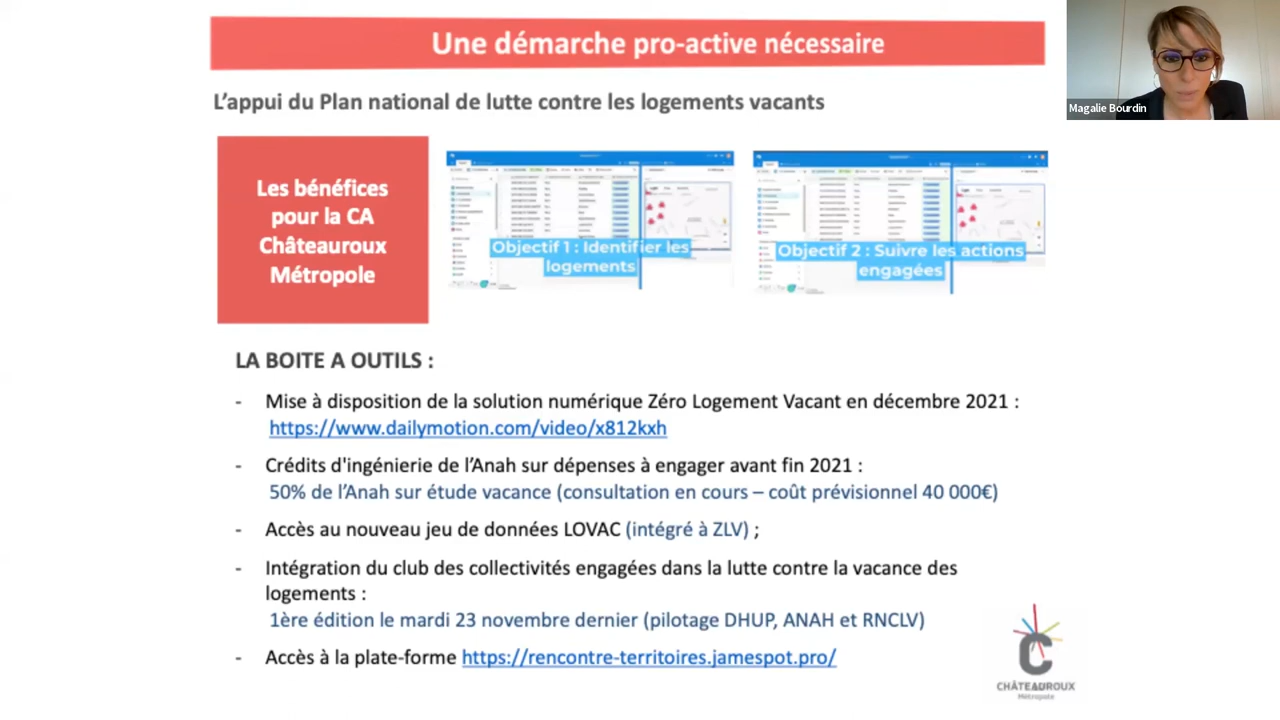 Une démarche pro-active nécessaire
Magalie Bourdin
L'appui du Plan national de lutte contre les logements vacants
Les bénéfices
pour la CA
Châteauroux
Métropole
Objectif 1 : Identifier les
logements
Objectif 2 : Suivre les actions
engagées
LA BOITE A OUTILS :
- Mise à disposition de la solution numérique Zéro Logement Vacant en décembre 2021 :
https://www.dailymotion.com/video/x812kxh
- Crédits d'ingénierie de l'Anah sur dépenses à engager avant fin 2021 :
50% de l'Anah sur étude vacance (consultation en cours – coût prévisionnel 40 000€)
- Accès au nouveau jeu de données LOVAC (intégré à ZLV) ;
- Intégration du club des collectivités engagées dans la lutte contre la vacance des
logements :
1ère édition le mardi 23 novembre dernier (pilotage DHUP, ANAH et RNCLV)
- Accès à la plate-forme https://rencontre-territoires.jamespot.pro/
CHÂTEAUROUX
Métropole